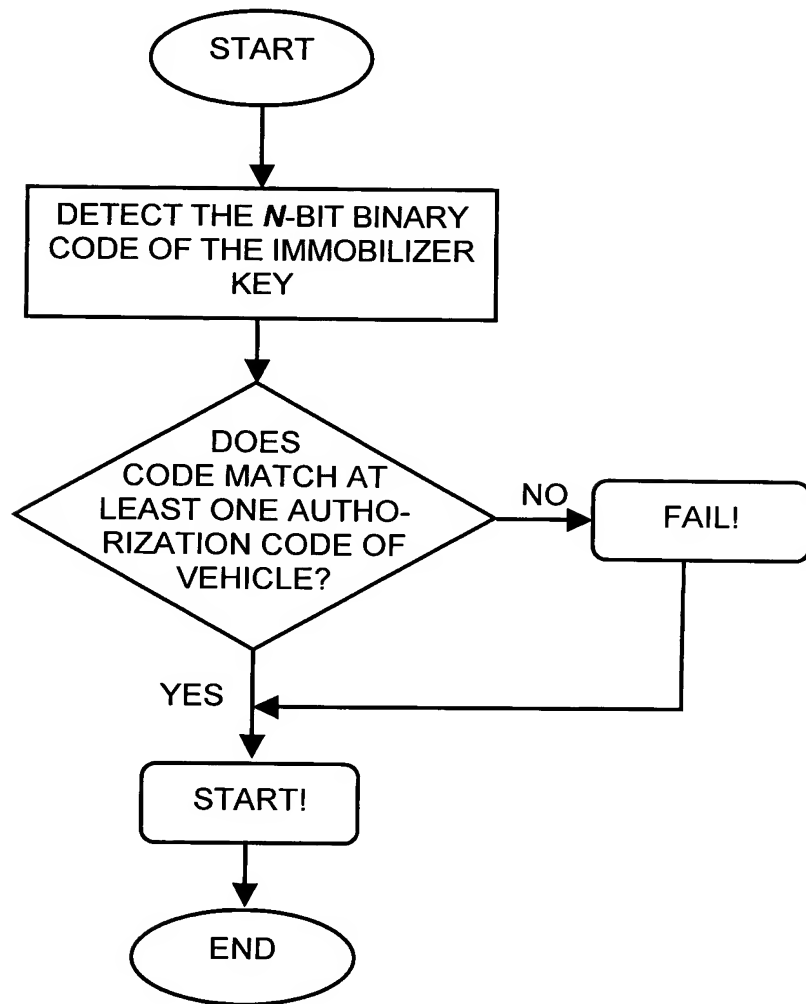 START
DETECT THE N-BIT BINARY
CODE OF THE IMMOBILIZER
KEY
DOES
CODE MATCH AT
LEAST ONE AUTHO-
RIZATION CODE OF
VEHICLE?
NO
FAIL!
YES
START!
END